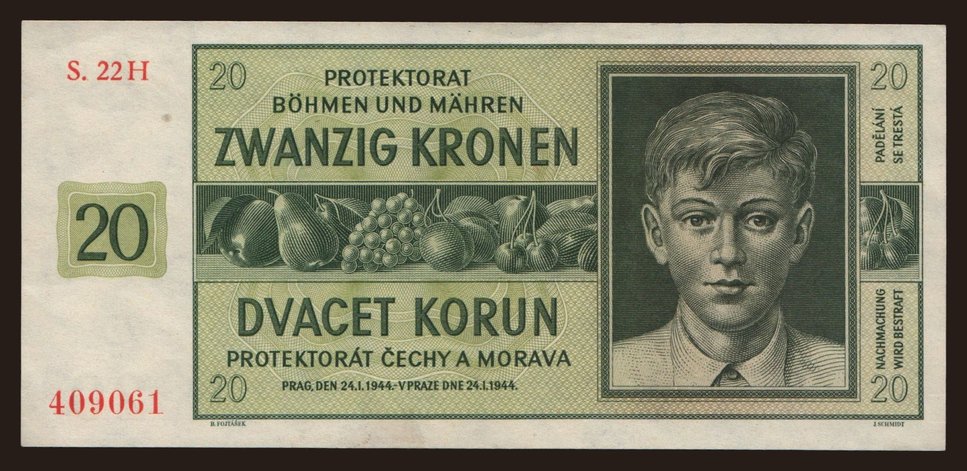 S. 22H
20
20
PROTEKTORAT
BÖHMEN UND MÄHREN
ZWANZIG KRONEN
PADĚLÁNÍ
SE TRESTÁ
20
DVACET KORUN
PROTEKTORÁT ČECHY A MORAVA
PRAG, DEN 24.I.1944.-V PRAZE DNE 24.I.1944.
NACHMACHUNG
WIRD BESTRAFT
409061
20
20
B. FOJTÁŠEK
J. SCHMIDT